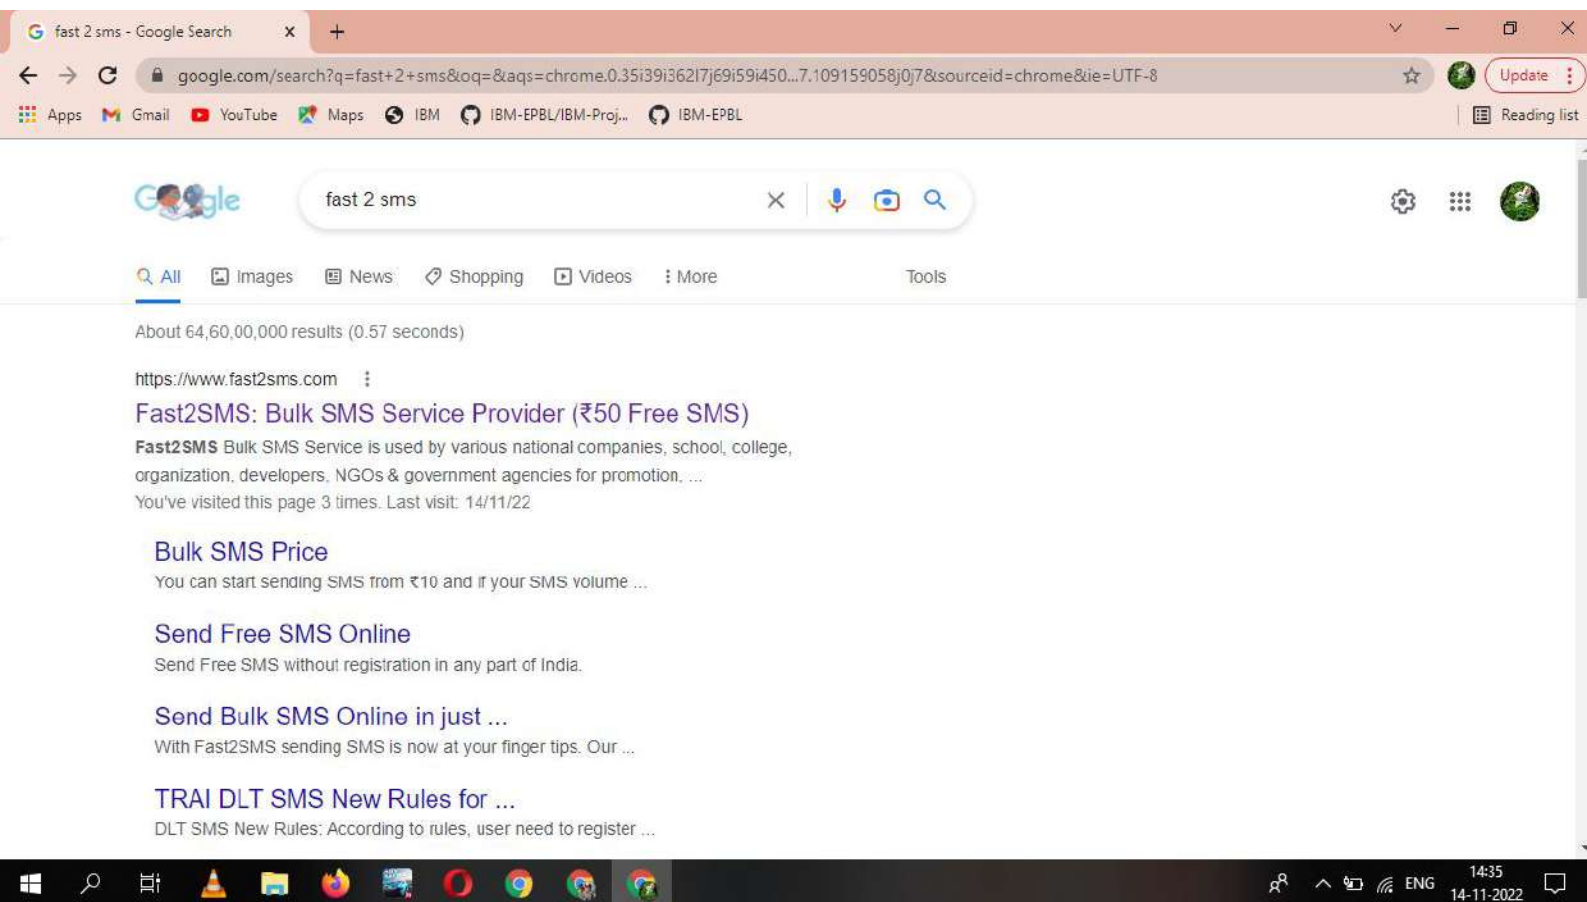 fast 2 sms - Google Search
google.com/search?q=fast+2+sms&oq=&aqs=chrome.0.35i39i362l7j69i59i450...7.109159058j0j7&sourceid=chrome&ie=UTF-8
Update
Apps Gmail YouTube Maps IBM IBM-EPBL/IBM-Proj... IBM-EPBL Reading list
Google fast 2 sms
All Images News Shopping Videos More Tools
About 64,60,00,000 results (0.57 seconds)
https://www.fast2sms.com
Fast2SMS: Bulk SMS Service Provider (₹50 Free SMS)
Fast2SMS Bulk SMS Service is used by various national companies, school, college,
organization, developers, NGOs & government agencies for promotion, ...
You've visited this page 3 times. Last visit: 14/11/22
Bulk SMS Price
You can start sending SMS from ₹10 and if your SMS volume ...
Send Free SMS Online
Send Free SMS without registration in any part of India.
Send Bulk SMS Online in just ...
With Fast2SMS sending SMS is now at your finger tips. Our ...
TRAI DLT SMS New Rules for ...
DLT SMS New Rules: According to rules, user need to register ...
ENG
14:35
14-11-2022